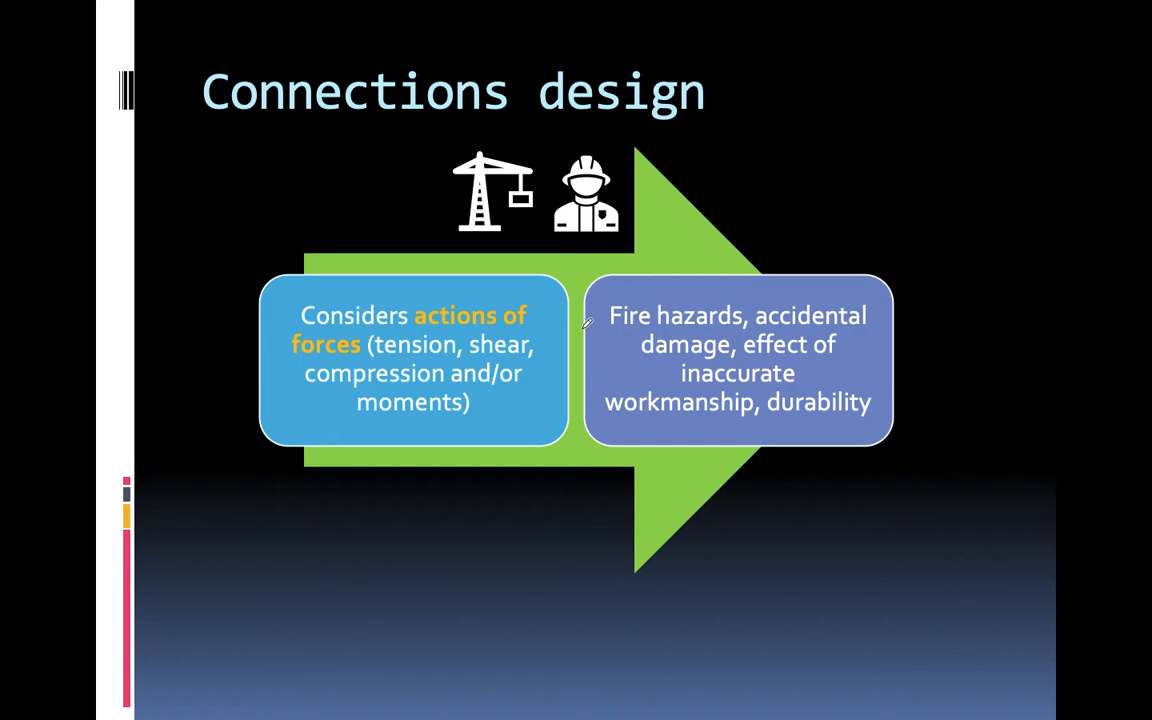 Connections design
Considers actions of
forces (tension, shear,
compression and/or
moments)
Fire hazards, accidental
damage, effect of
inaccurate
workmanship, durability